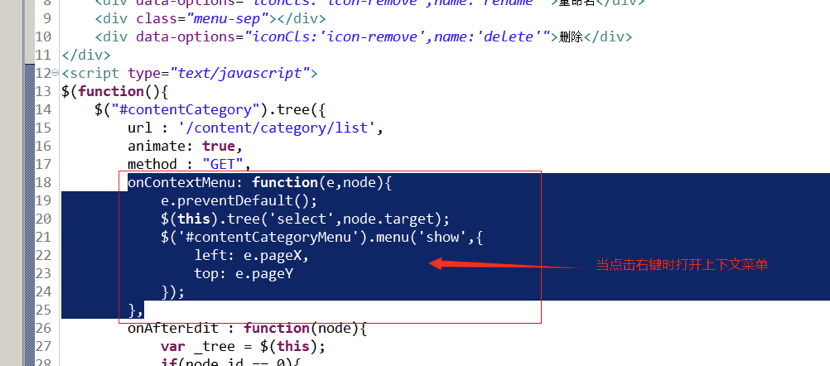 8 <div data-options="iconCls:'icon-remove',name:'rename'">重命名</div>
9 <div class="menu-sep"></div>
10 <div data-options="iconCls:'icon-remove',name:'delete'">删除</div>
11 </div>
12 <script type="text/javascript">
13 $(function(){
14 $("#contentCategory").tree({
15 url : '/content/category/list',
16 animate: true,
17 method : "GET",
18 onContextMenu: function(e,node){
19 e.preventDefault();
20 $(this).tree('select',node.target);
21 $('#contentCategoryMenu').menu('show',{
22 left: e.pageX,
当点击右键时打开上下文菜单
23 top: e.pageY
24 });
25 },
26 onAfterEdit : function(node){
27 var _tree = $(this);
28 if(node.id == 0){